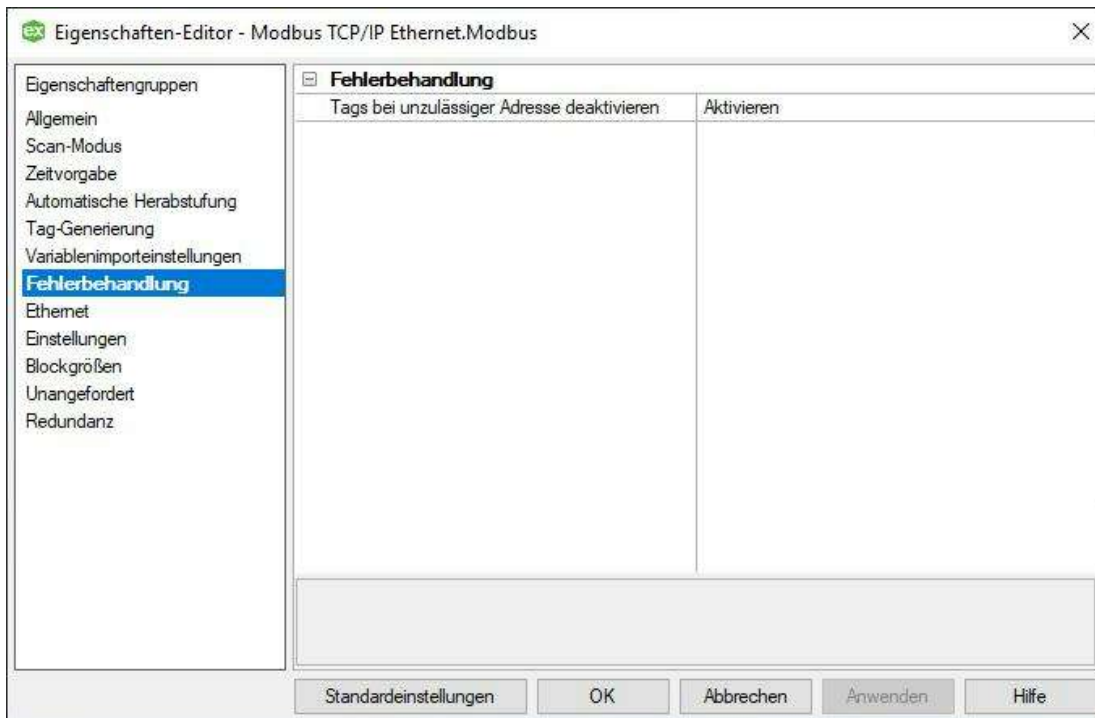 ex Eigenschaften-Editor - Modbus TCP/IP Ethernet.Modbus
Eigenschaftengruppen
Allgemein
Scan-Modus
Zeitvorgabe
Automatische Herabstufung
Tag-Generierung
Variablenimporteinstellungen
Fehlerbehandlung
Ethernet
Einstellungen
Blockgrößen
Unangefordert
Redundanz
Fehlerbehandlung
Tags bei unzulässiger Adresse deaktivieren Aktivieren
Standardeinstellungen OK Abbrechen Anwenden Hilfe